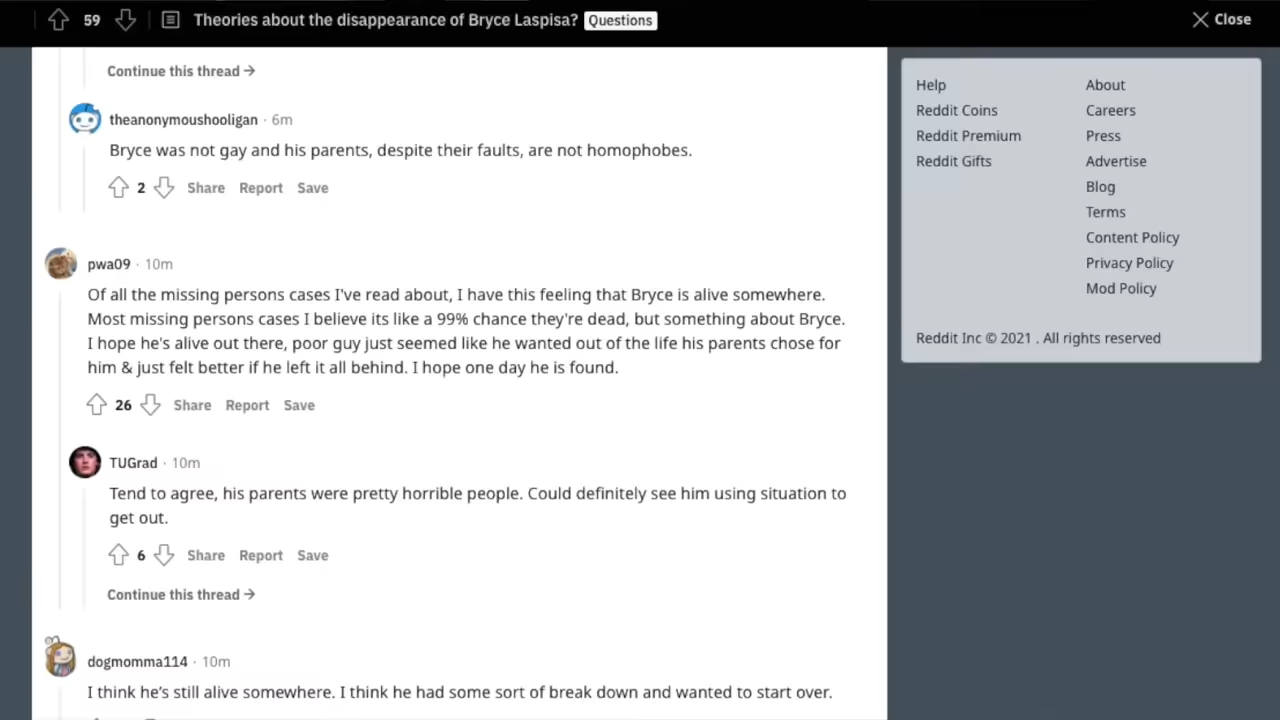 59 Theories about the disappearance of Bryce Laspisa? Questions Close
Continue this thread →
theanonymoushooligan · 6m
Bryce was not gay and his parents, despite their faults, are not homophobes.
2 Share Report Save
pwa09 · 10m
Of all the missing persons cases I've read about, I have this feeling that Bryce is alive somewhere.
Most missing persons cases I believe its like a 99% chance they're dead, but something about Bryce.
I hope he's alive out there, poor guy just seemed like he wanted out of the life his parents chose for
him & just felt better if he left it all behind. I hope one day he is found.
26 Share Report Save
TUGrad · 10m
Tend to agree, his parents were pretty horrible people. Could definitely see him using situation to
get out.
6 Share Report Save
Continue this thread →
dogmomma114 · 10m
I think he's still alive somewhere. I think he had some sort of break down and wanted to start over.
Help About
Reddit Coins Careers
Reddit Premium Press
Reddit Gifts Advertise
Blog
Terms
Content Policy
Privacy Policy
Mod Policy
Reddit Inc © 2021 . All rights reserved